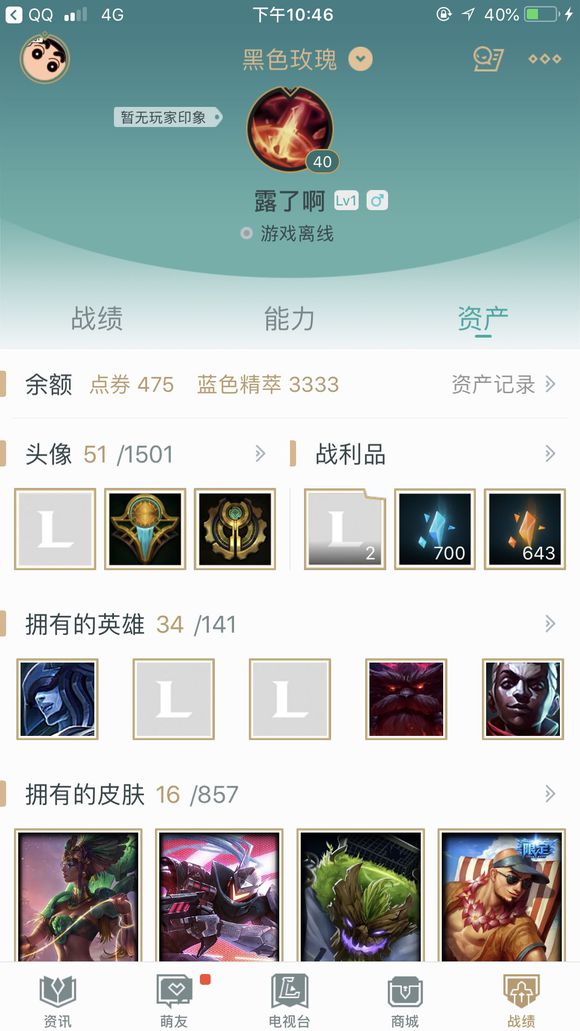 QQ 4G 下午10:46 40%
黑色玫瑰
暂无玩家印象
40
露了啊 Lv1
游戏离线
战绩 能力 资产
余额 点券 475 蓝色精萃 3333 资产记录
头像 51 /1501 战利品
L L 2 700 643
拥有的英雄 34 /141
L L
拥有的皮肤 16 /857
限定
资讯 萌友 电视台 商城 战绩